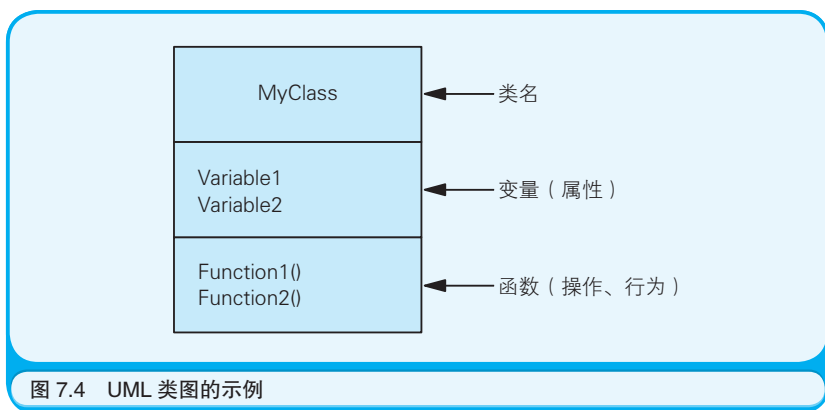 MyClass
类名
Variable1
Variable2
变量（属性）
Function1()
Function2()
函数（操作、行为）
图 7.4 UML 类图的示例